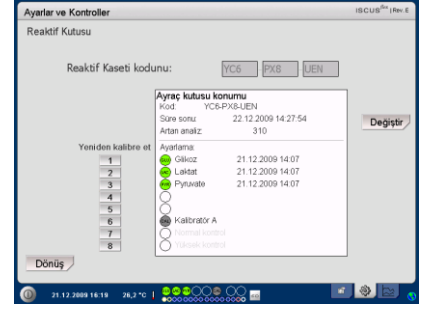 Ayarlar ve Kontroller
ISCUSflex | Rev. E
Reaktif Kutusu
Reaktif Kaseti kodunu: YC6 - PX8 - UEN
Ayraç kutusu konumu
Kod: YC6-PX8-UEN
Süre sonu: 22.12.2009 14:27:54
Artan analiz: 310
Değiştir
Yeniden kalibre et Ayarlama:
1 Glikoz 21.12.2009 14:07
2 Laktat 21.12.2009 14:07
3 Pyruvate 21.12.2009 14:07
4
5
6 Kalibratör A
7 Normal kontrol
8 Yüksek kontrol
Dönüş
21.12.2009 16:19 26,2 °C